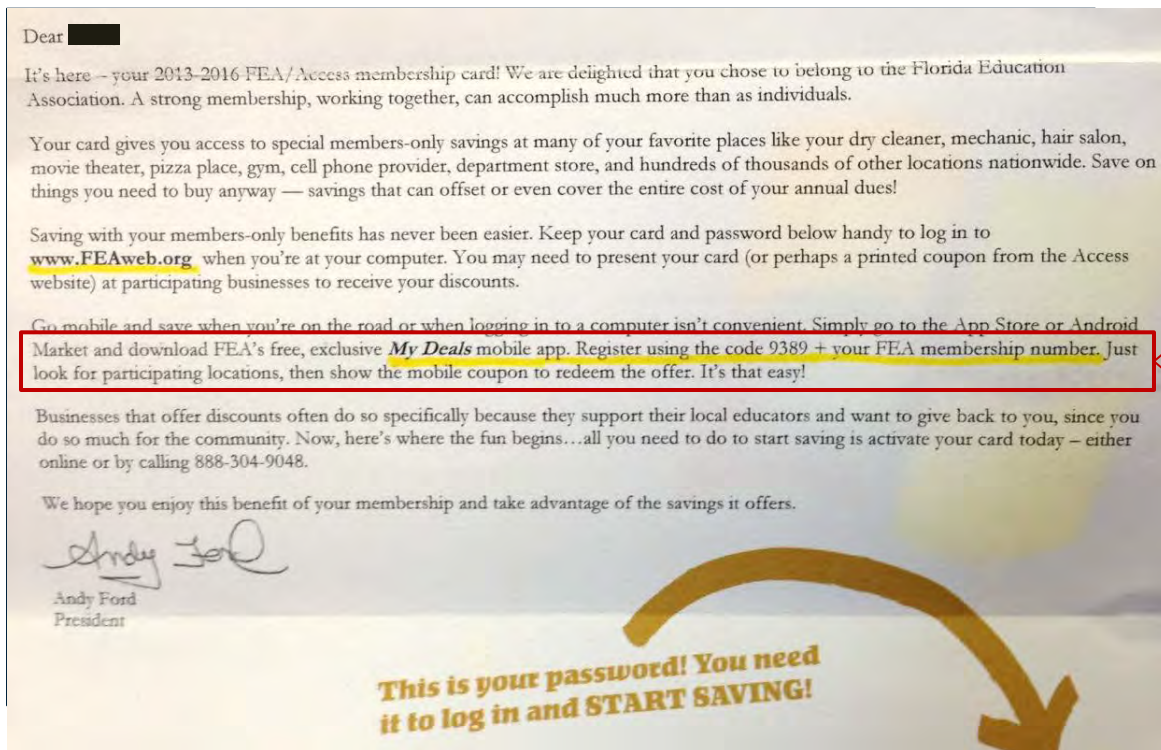 Dear
It's here – your 2013-2016 FEA/Access membership card! We are delighted that you chose to belong to the Florida Education
Association. A strong membership, working together, can accomplish much more than as individuals.
Your card gives you access to special members-only savings at many of your favorite places like your dry cleaner, mechanic, hair salon,
movie theater, pizza place, gym, cell phone provider, department store, and hundreds of thousands of other locations nationwide. Save on
things you need to buy anyway — savings that can offset or even cover the entire cost of your annual dues!
Saving with your members-only benefits has never been easier. Keep your card and password below handy to log in to
www.FEAweb.org when you're at your computer. You may need to present your card (or perhaps a printed coupon from the Access
website) at participating businesses to receive your discounts.
Go mobile and save when you're on the road or when logging in to a computer isn't convenient. Simply go to the App Store or Android
Market and download FEA's free, exclusive My Deals mobile app. Register using the code 9389 + your FEA membership number. Just
look for participating locations, then show the mobile coupon to redeem the offer. It's that easy!
Businesses that offer discounts often do so specifically because they support their local educators and want to give back to you, since you
do so much for the community. Now, here's where the fun begins…all you need to do to start saving is activate your card today – either
online or by calling 888-304-9048.
We hope you enjoy this benefit of your membership and take advantage of the savings it offers.
Andy Ford
Andy Ford
President
This is your password! You need
it to log in and START SAVING!